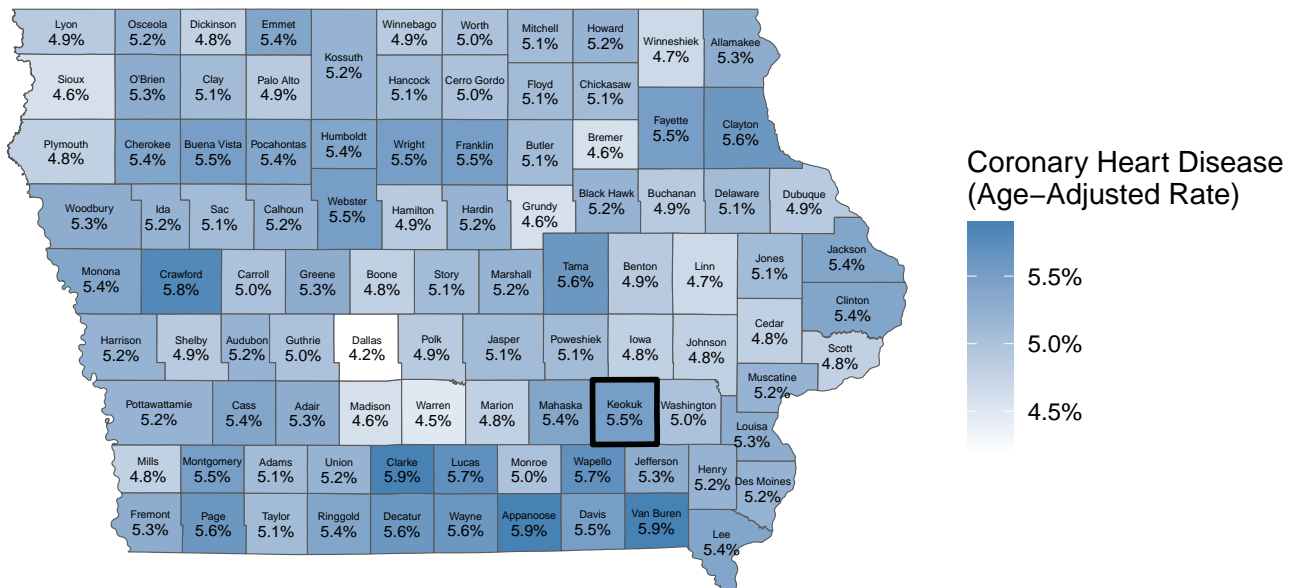 Lyon
4.9%
Osceola
5.2%
Dickinson
4.8%
Emmet
5.4%
Kossuth
5.2%
Winnebago
4.9%
Worth
5.0%
Mitchell
5.1%
Howard
5.2%
Winneshiek
4.7%
Allamakee
5.3%
Sioux
4.6%
O'Brien
5.3%
Clay
5.1%
Palo Alto
4.9%
Hancock
5.1%
Cerro Gordo
5.0%
Floyd
5.1%
Chickasaw
5.1%
Fayette
5.5%
Clayton
5.6%
Plymouth
4.8%
Cherokee
5.4%
Buena Vista
5.5%
Pocahontas
5.4%
Humboldt
5.4%
Wright
5.5%
Franklin
5.5%
Butler
5.1%
Bremer
4.6%
Woodbury
5.3%
Ida
5.2%
Sac
5.1%
Calhoun
5.2%
Webster
5.5%
Hamilton
4.9%
Hardin
5.2%
Grundy
4.6%
Black Hawk
5.2%
Buchanan
4.9%
Delaware
5.1%
Dubuque
4.9%
Monona
5.4%
Crawford
5.8%
Carroll
5.0%
Greene
5.3%
Boone
4.8%
Story
5.1%
Marshall
5.2%
Tama
5.6%
Benton
4.9%
Linn
4.7%
Jones
5.1%
Jackson
5.4%
Clinton
5.4%
Harrison
5.2%
Shelby
4.9%
Audubon
5.2%
Guthrie
5.0%
Dallas
4.2%
Polk
4.9%
Jasper
5.1%
Poweshiek
5.1%
Iowa
4.8%
Johnson
4.8%
Cedar
4.8%
Scott
4.8%
Muscatine
5.2%
Pottawattamie
5.2%
Cass
5.4%
Adair
5.3%
Madison
4.6%
Warren
4.5%
Marion
4.8%
Mahaska
5.4%
Keokuk
5.5%
Washington
5.0%
Louisa
5.3%
Mills
4.8%
Montgomery
5.5%
Adams
5.1%
Union
5.2%
Clarke
5.9%
Lucas
5.7%
Monroe
5.0%
Wapello
5.7%
Jefferson
5.3%
Henry
5.2%
Des Moines
5.2%
Fremont
5.3%
Page
5.6%
Taylor
5.1%
Ringgold
5.4%
Decatur
5.6%
Wayne
5.6%
Appanoose
5.9%
Davis
5.5%
Van Buren
5.9%
Lee
5.4%
Coronary Heart Disease
(Age−Adjusted Rate)
5.5%
5.0%
4.5%